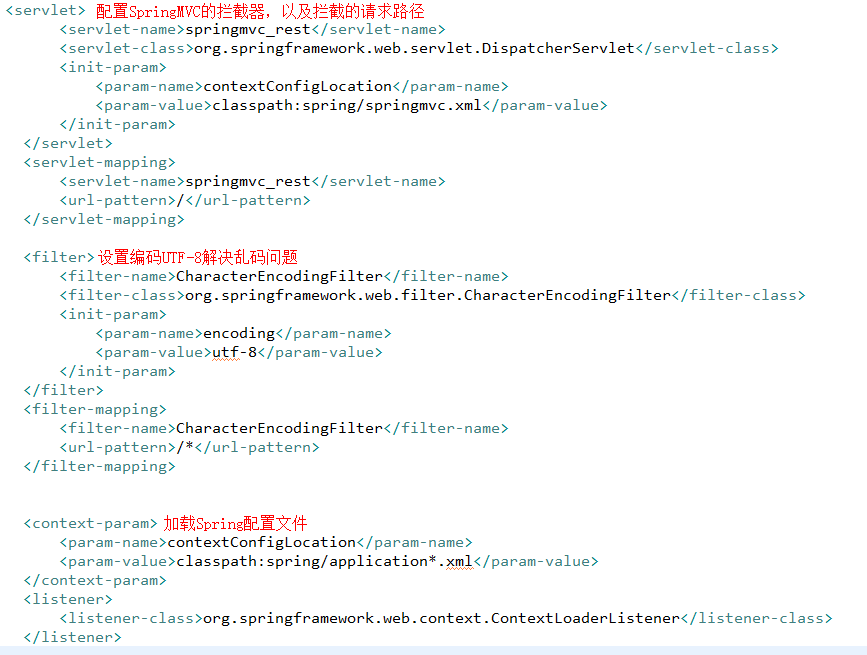 <servlet> 配置SpringMVC的拦截器，以及拦截的请求路径
<servlet-name>springmvc_rest</servlet-name>
<servlet-class>org.springframework.web.servlet.DispatcherServlet</servlet-class>
<init-param>
<param-name>contextConfigLocation</param-name>
<param-value>classpath:spring/springmvc.xml</param-value>
</init-param>
</servlet>
<servlet-mapping>
<servlet-name>springmvc_rest</servlet-name>
<url-pattern>/</url-pattern>
</servlet-mapping>
<filter> 设置编码UTF-8解决乱码问题
<filter-name>CharacterEncodingFilter</filter-name>
<filter-class>org.springframework.web.filter.CharacterEncodingFilter</filter-class>
<init-param>
<param-name>encoding</param-name>
<param-value>utf-8</param-value>
</init-param>
</filter>
<filter-mapping>
<filter-name>CharacterEncodingFilter</filter-name>
<url-pattern>/*</url-pattern>
</filter-mapping>
<context-param> 加载Spring配置文件
<param-name>contextConfigLocation</param-name>
<param-value>classpath:spring/application*.xml</param-value>
</context-param>
<listener>
<listener-class>org.springframework.web.context.ContextLoaderListener</listener-class>
</listener>